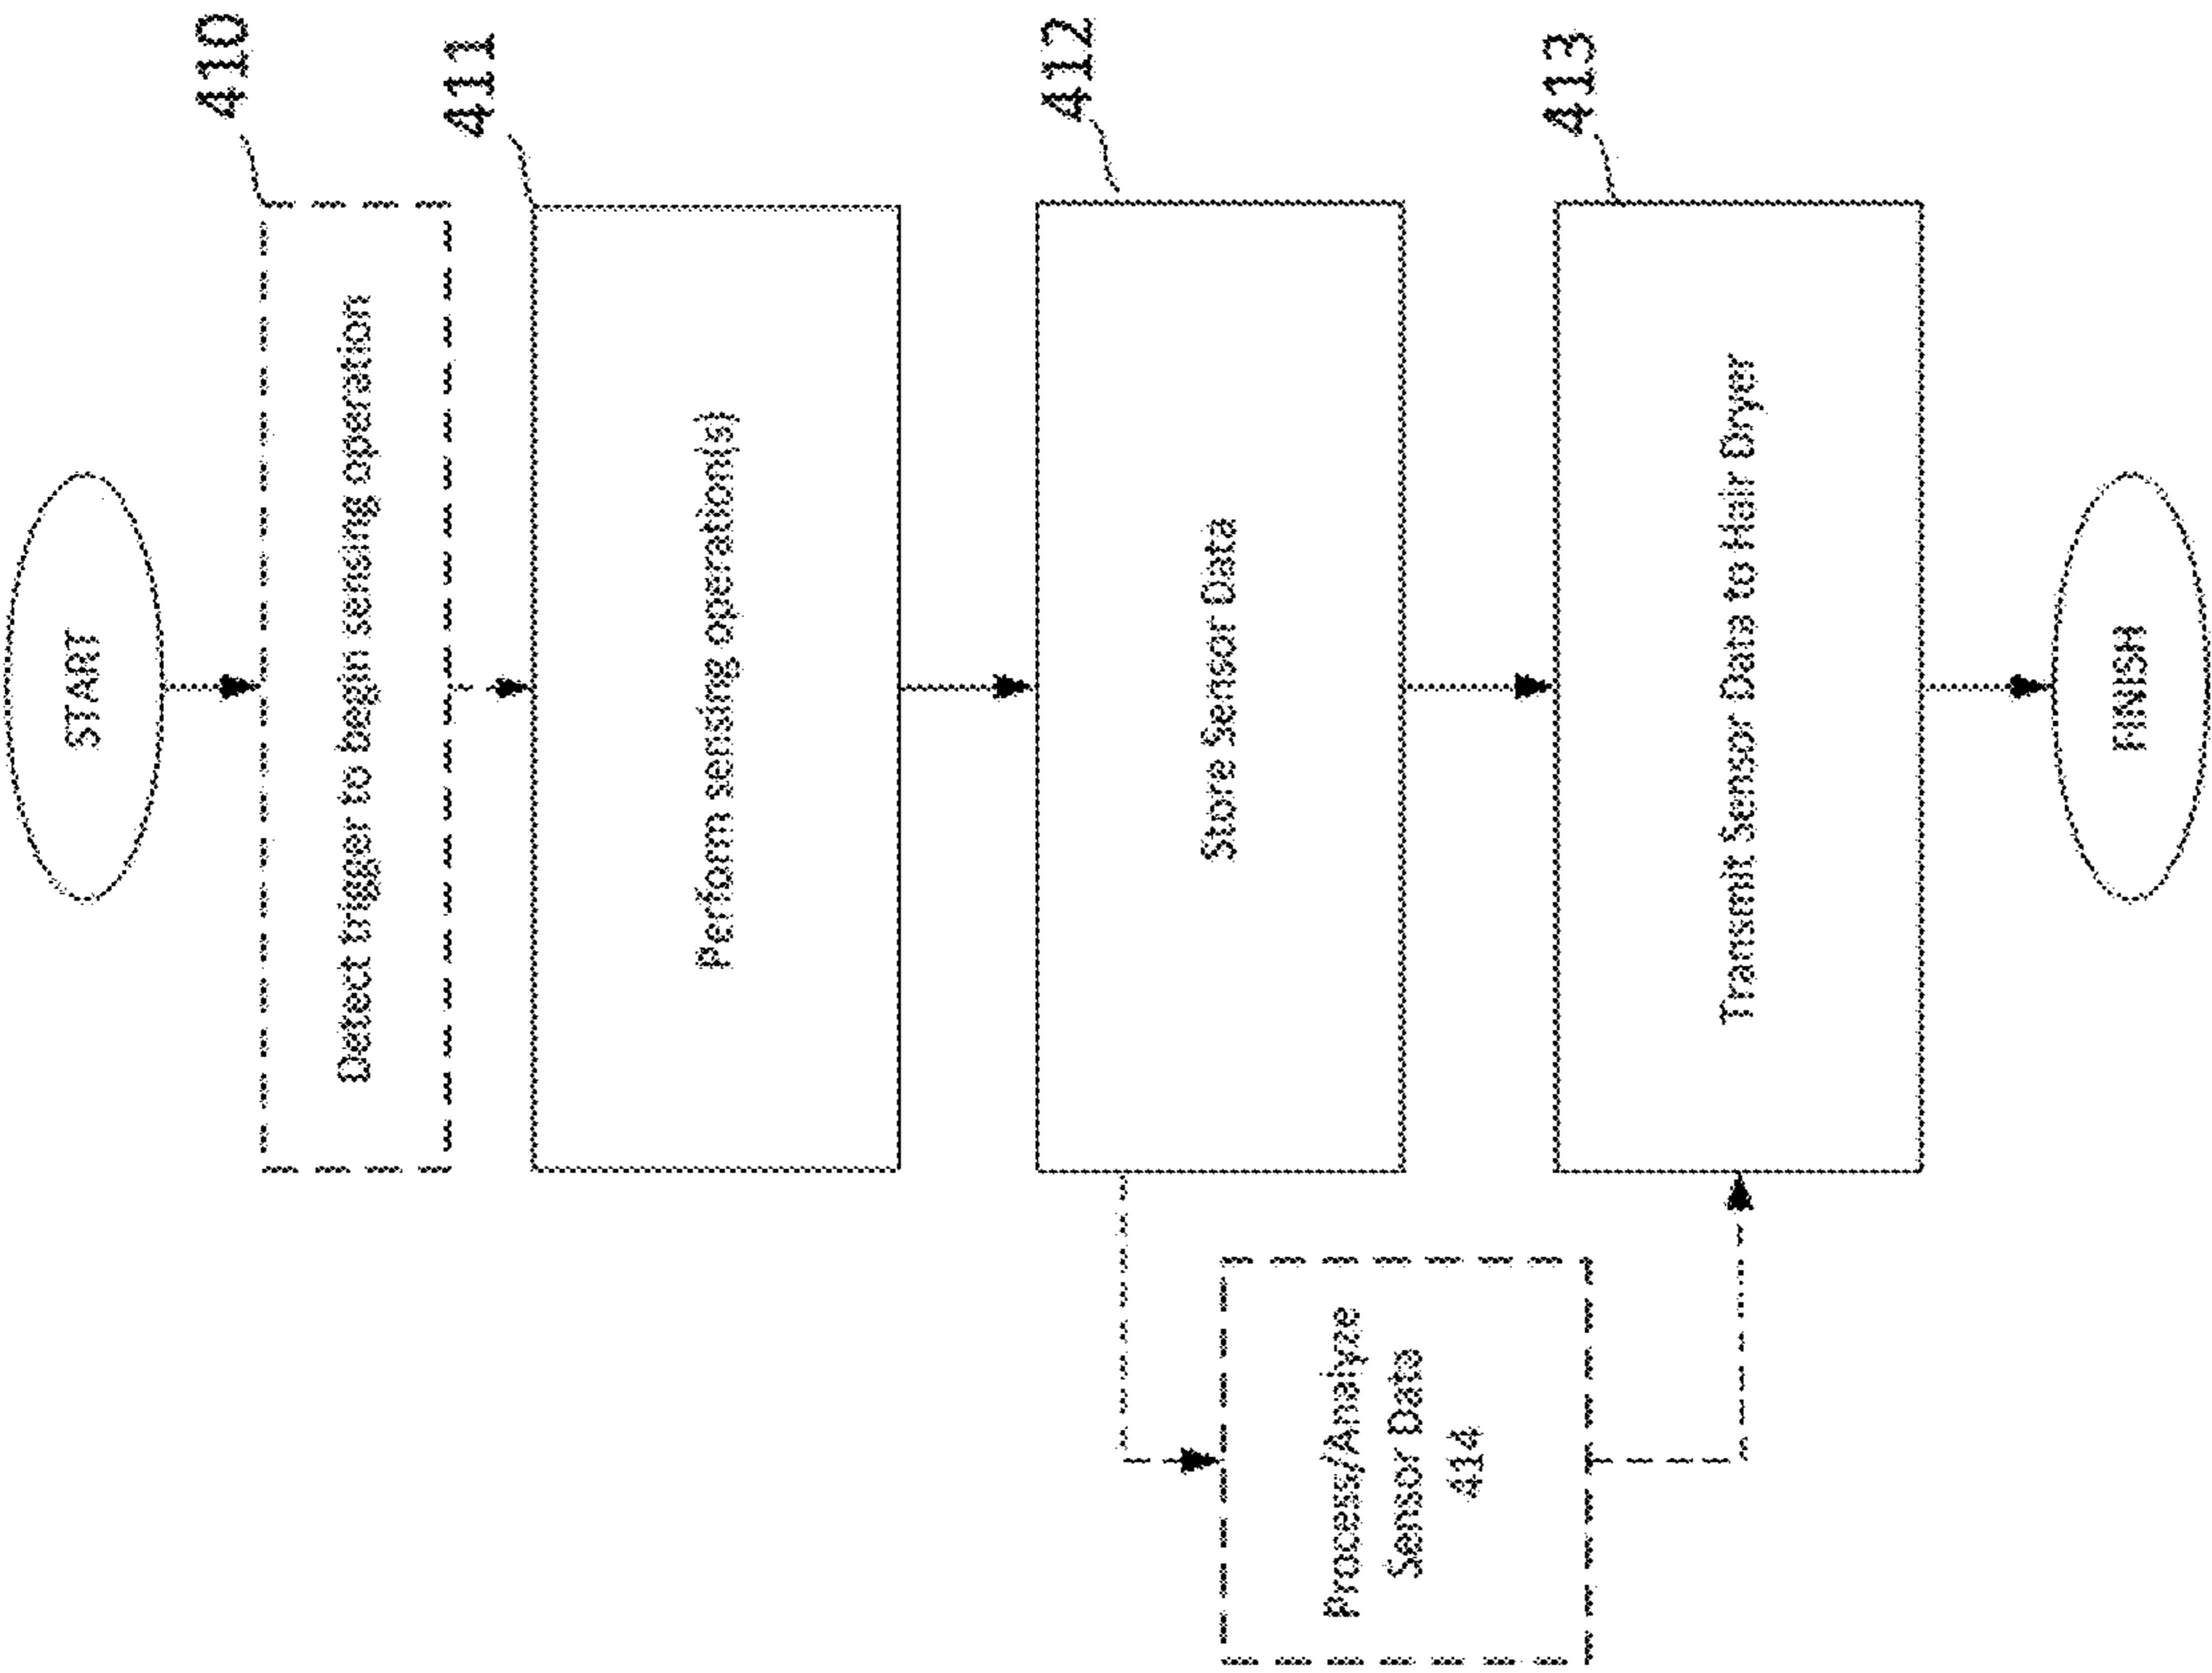 START
410
Detect trigger to begin sensing operation
411
Perform sensing operation(s)
412
Store Sensor Data
Process/Analyze
Sensor Data
414
413
Transmit Sensor Data to Hair Dryer
FINISH